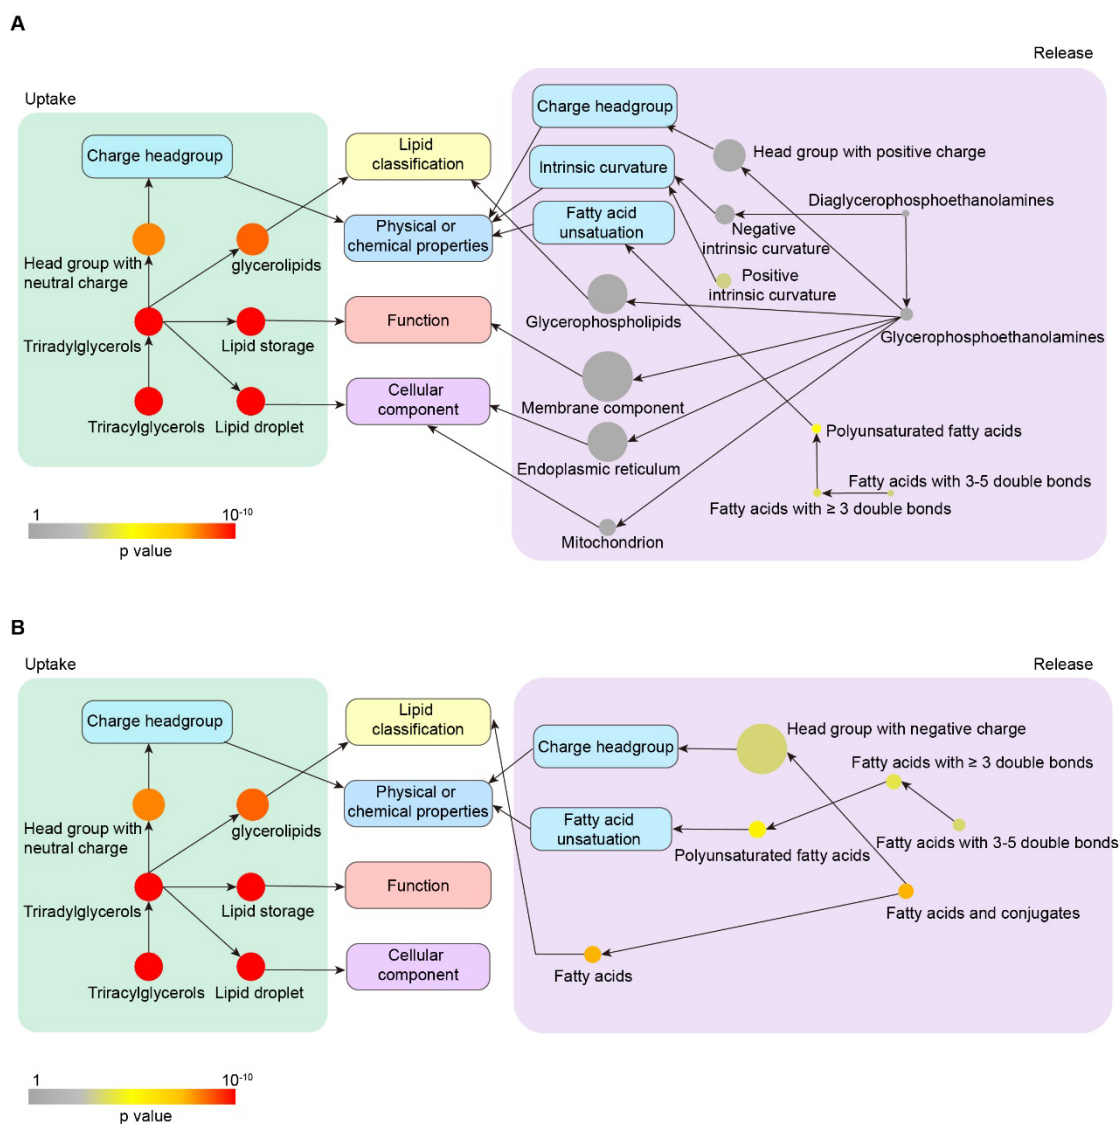 A
Release
Uptake
Charge headgroup
Lipid
classification
Charge headgroup
Head group with positive charge
Intrinsic curvature
Diaglycerophosphoethanolamines
Physical or
chemical properties
Fatty acid
unsatuation
Negative
intrinsic curvature
Head group with
neutral charge
glycerolipids
Positive
intrinsic curvature
Function
Glycerophospholipids
Glycerophosphoethanolamines
Triradylglycerols
Lipid storage
Cellular
component
Membrane component
Triracylglycerols
Lipid droplet
Polyunsaturated fatty acids
Endoplasmic reticulum
Fatty acids with 3-5 double bonds
Fatty acids with ≥ 3 double bonds
1
10-10
p value
Mitochondrion
B
Uptake
Release
Charge headgroup
Lipid
classification
Charge headgroup
Head group with negative charge
Fatty acids with ≥ 3 double bonds
Physical or
chemical properties
Fatty acid
unsaturation
Head group with
neutral charge
glycerolipids
Polyunsaturated fatty acids
Fatty acids with 3-5 double bonds
Function
Triradylglycerols
Lipid storage
Fatty acids and conjugates
Cellular
component
Fatty acids
Triracylglycerols
Lipid droplet
1
10-10
p value